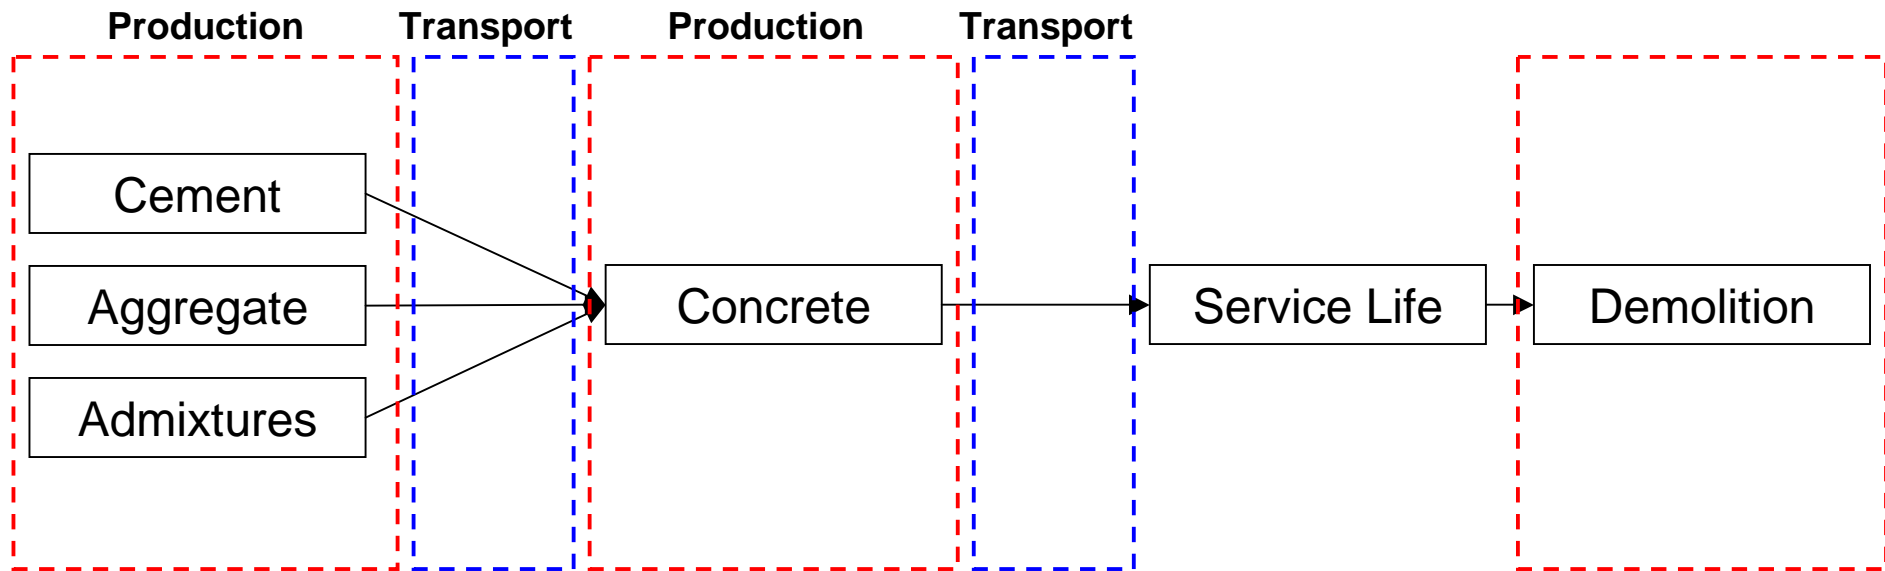 Production
Transport
Production
Transport
Cement
Aggregate
Admixtures
Concrete
Service Life
Demolition